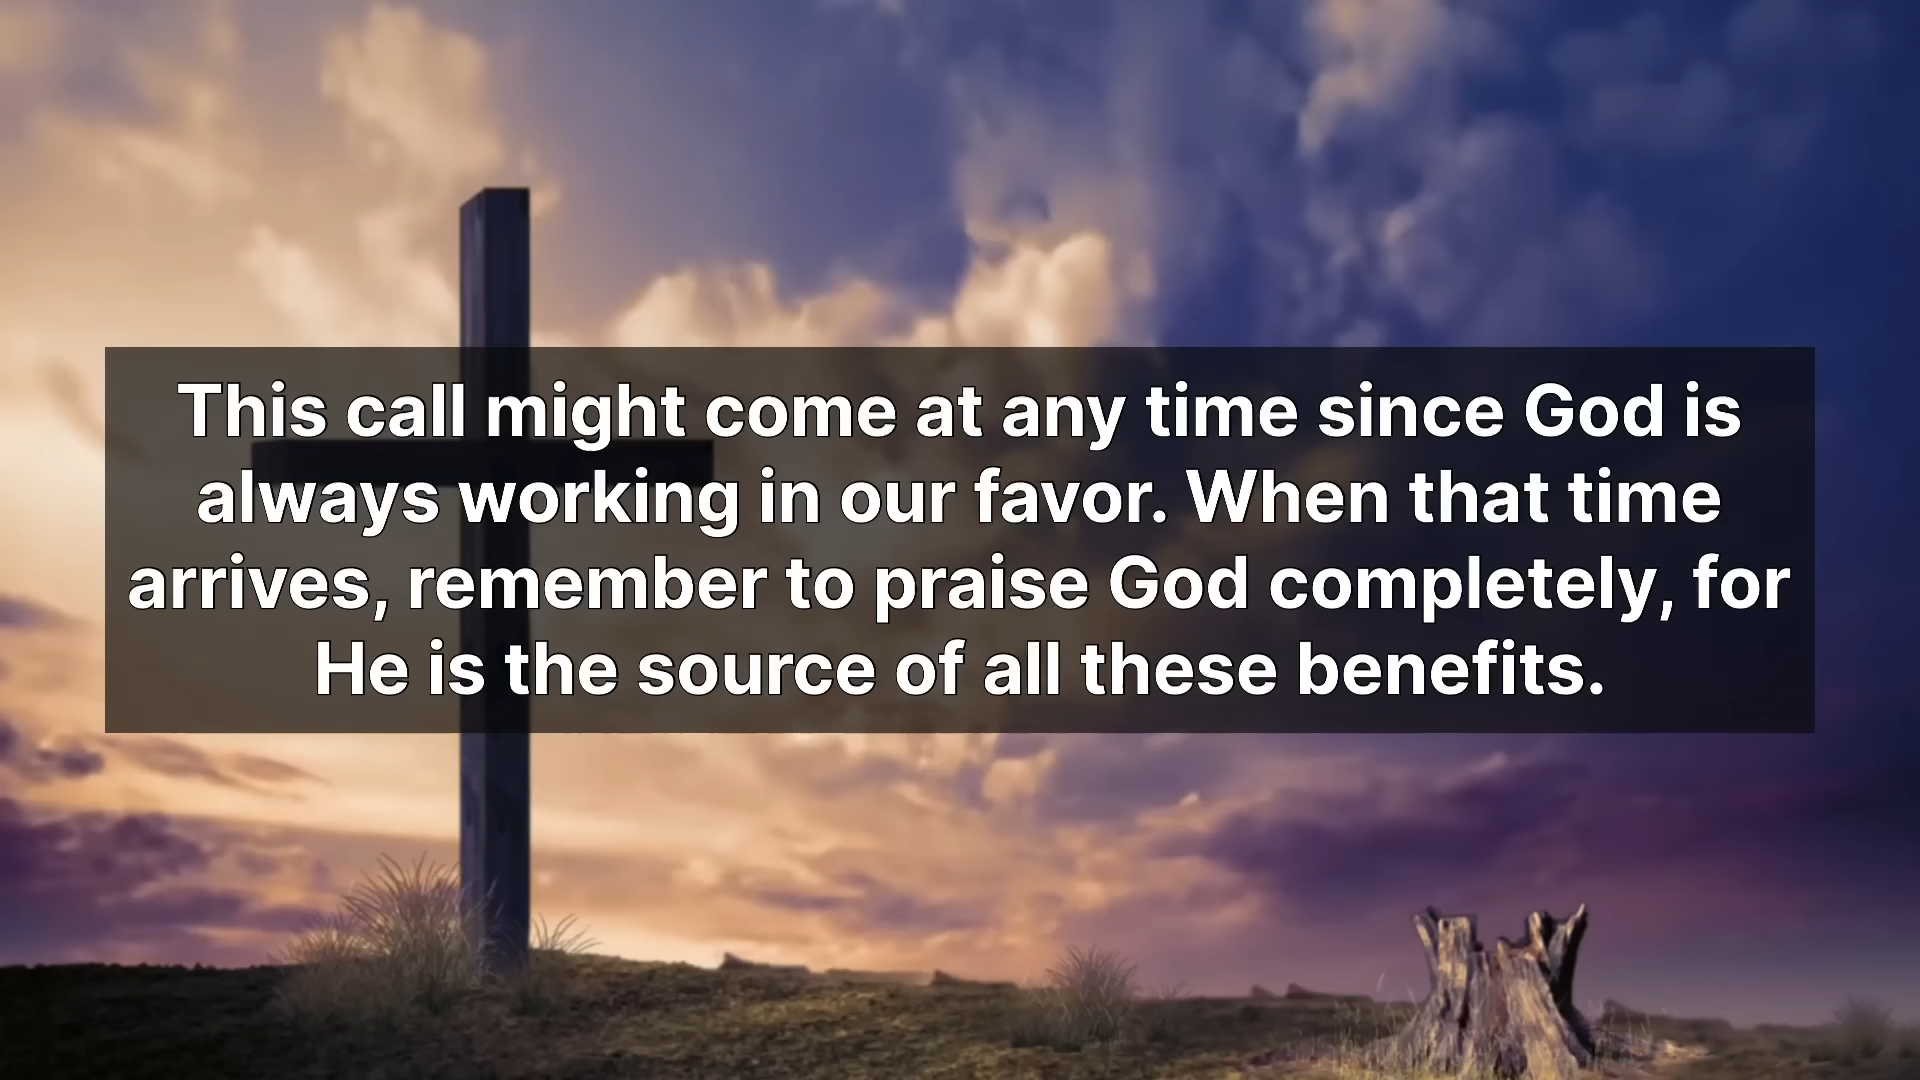 This call might come at any time since God is
always working in our favor. When that time
arrives, remember to praise God completely, for
He is the source of all these benefits.